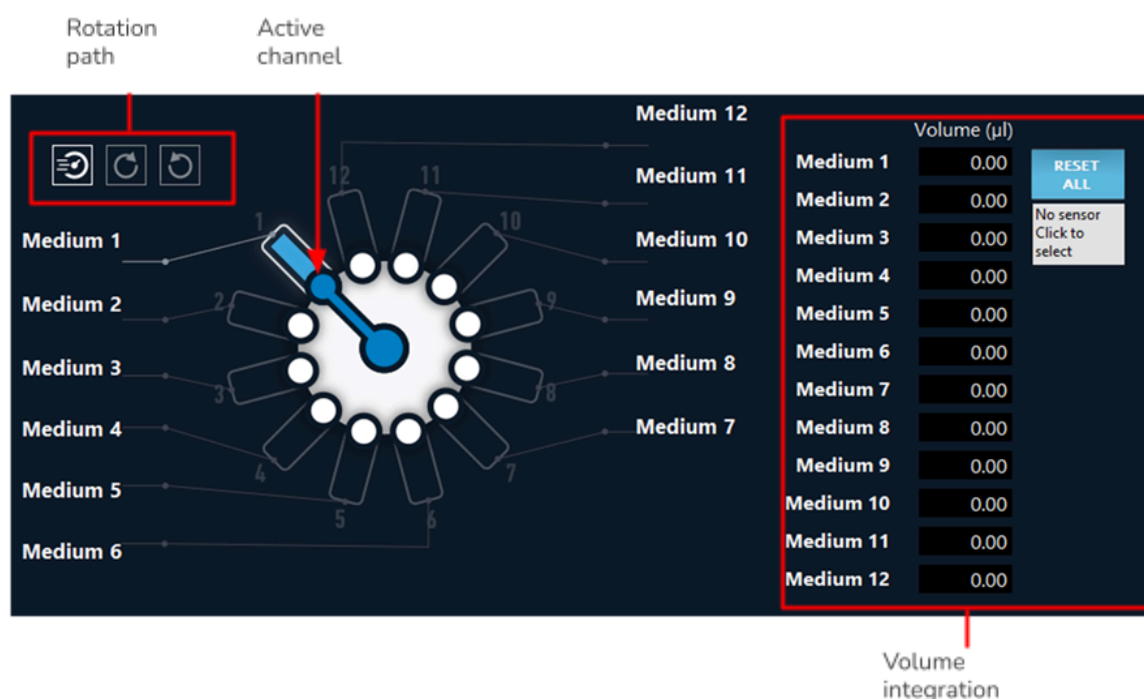 Rotation
path
Active
channel
Medium 12
Medium 11
Medium 10
Medium 9
Medium 8
Medium 7
Medium 1
Medium 2
Medium 3
Medium 4
Medium 5
Medium 6
12
11
10
9
8
7
6
5
4
3
2
1
Volume (µl)
Medium 1 0.00
Medium 2 0.00
Medium 3 0.00
Medium 4 0.00
Medium 5 0.00
Medium 6 0.00
Medium 7 0.00
Medium 8 0.00
Medium 9 0.00
Medium 10 0.00
Medium 11 0.00
Medium 12 0.00
RESET
ALL
No sensor
Click to
select
Volume
integration